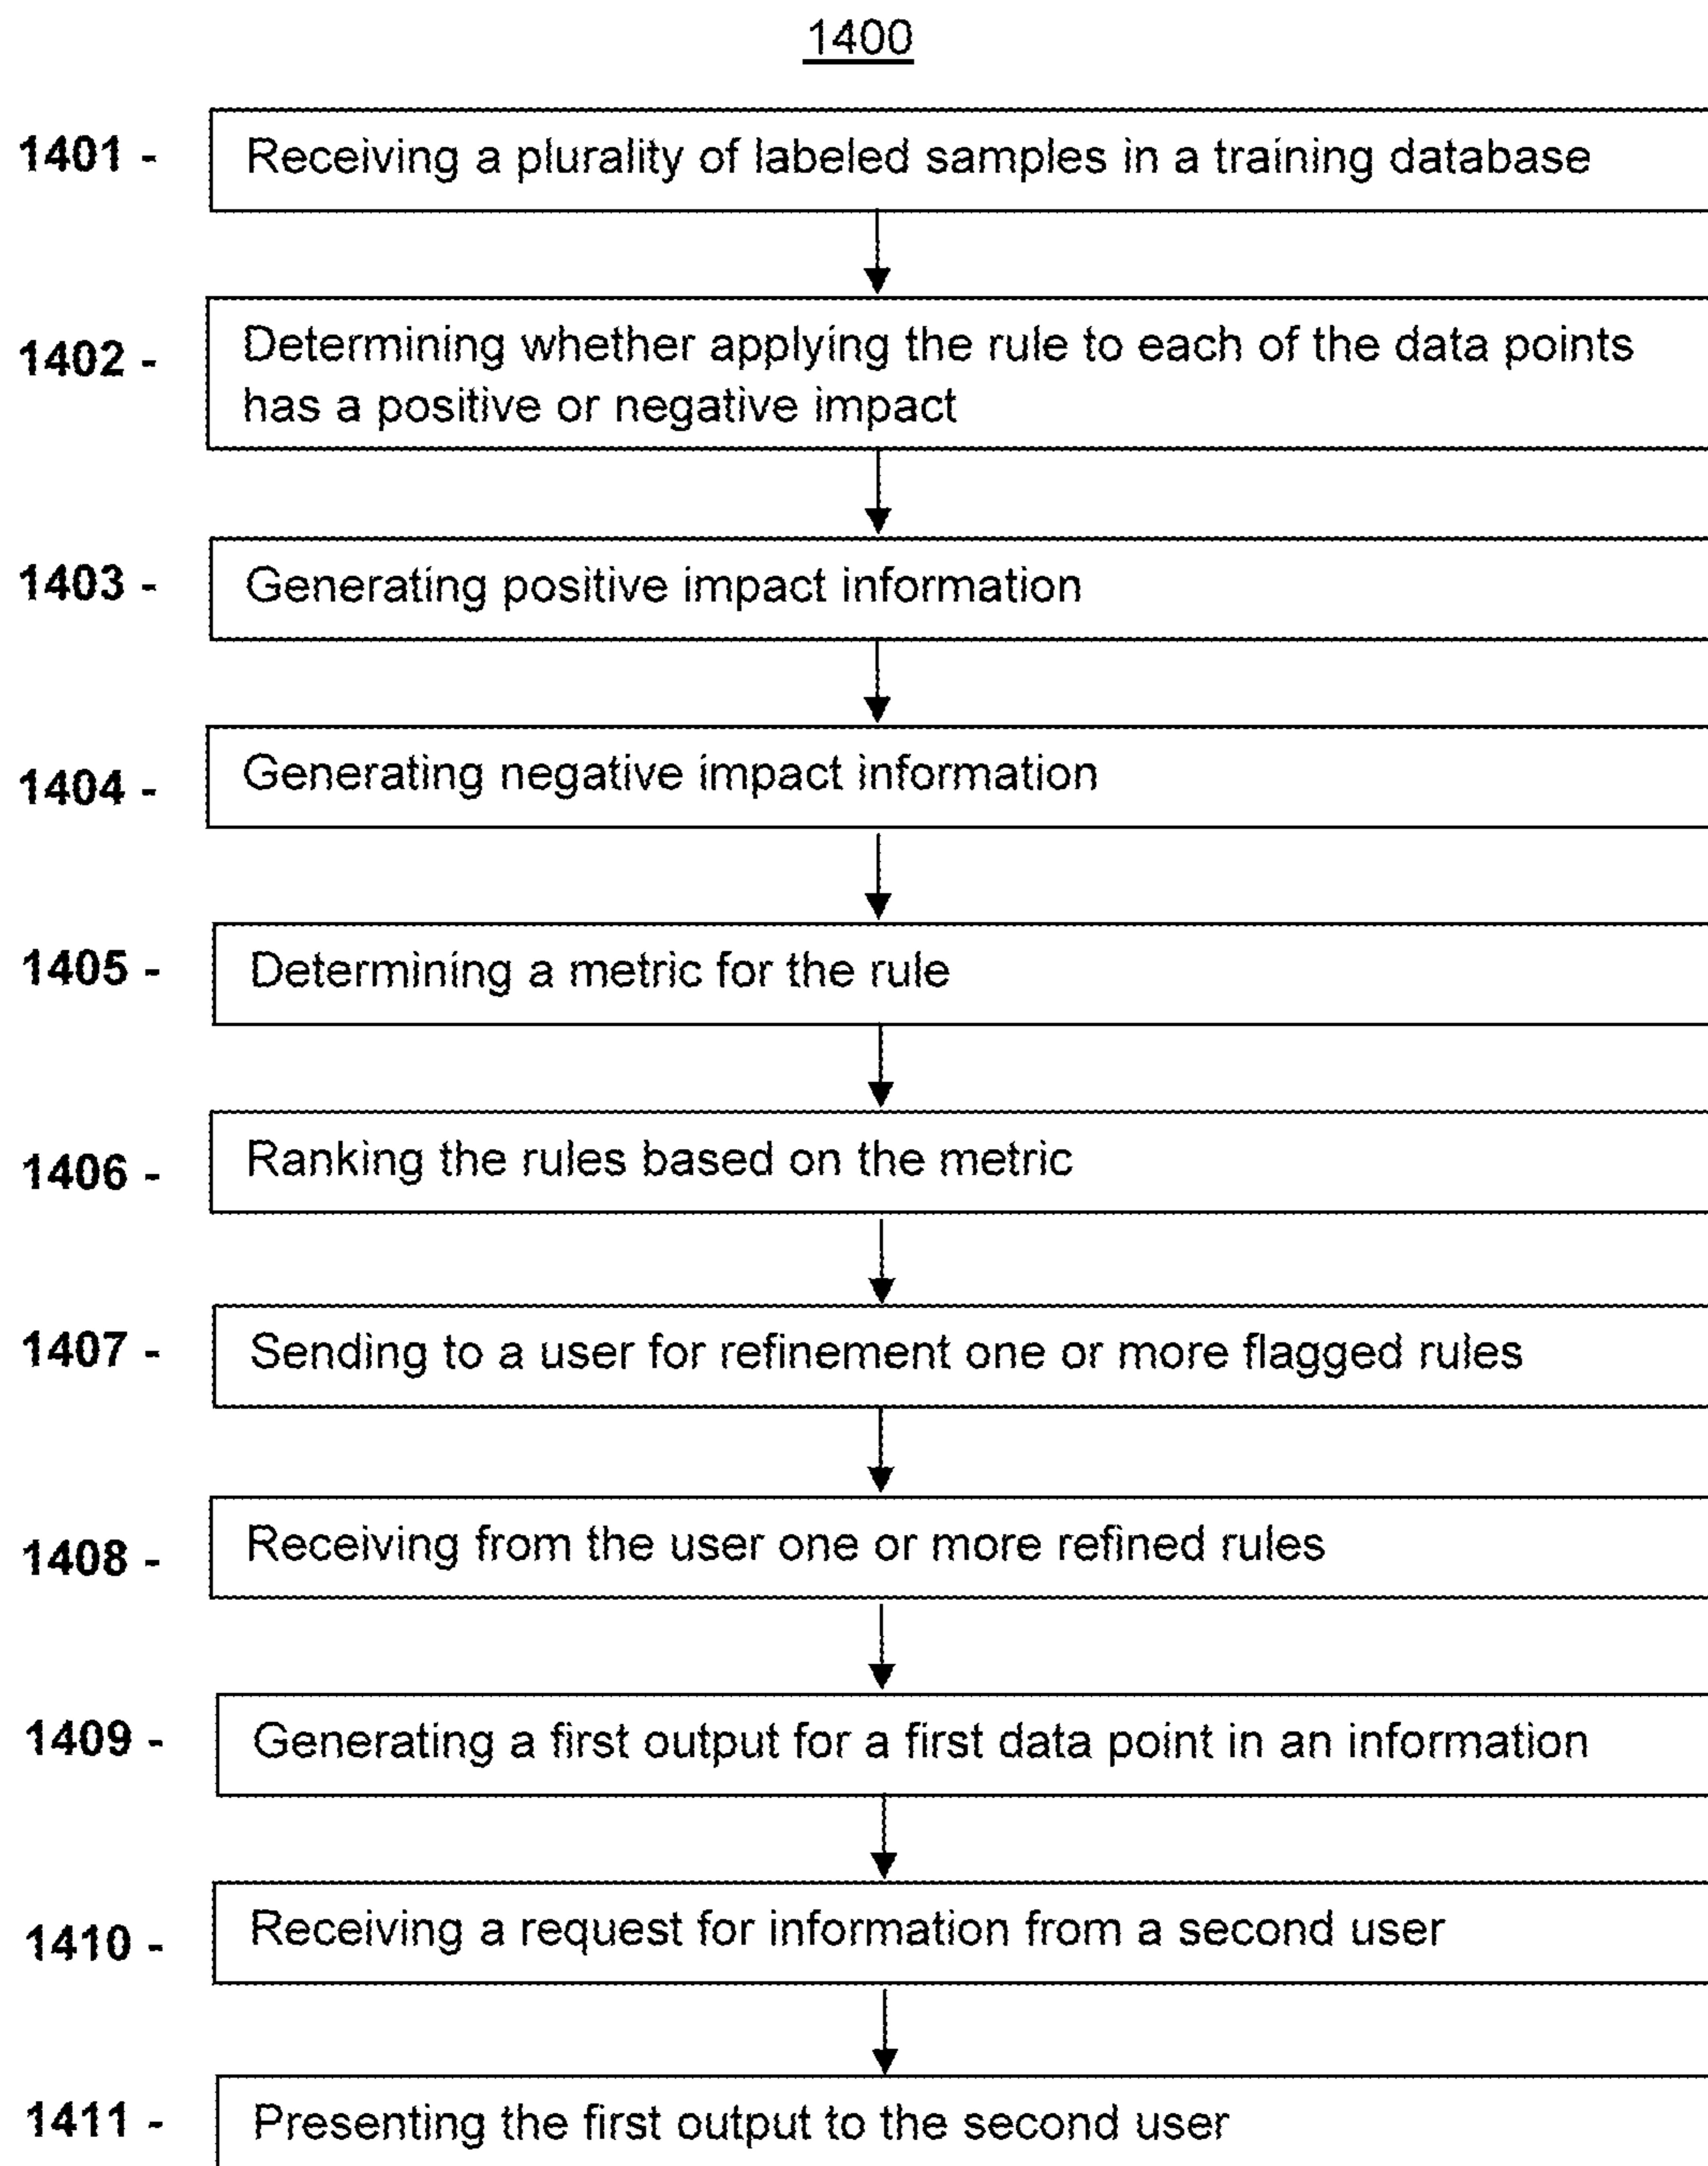 1400
1401 - Receiving a plurality of labeled samples in a training database
1402 - Determining whether applying the rule to each of the data points
has a positive or negative impact
1403 - Generating positive impact information
1404 - Generating negative impact information
1405 - Determining a metric for the rule
1406 - Ranking the rules based on the metric
1407 - Sending to a user for refinement one or more flagged rules
1408 - Receiving from the user one or more refined rules
1409 - Generating a first output for a first data point in an information
1410 - Receiving a request for information from a second user
1411 - Presenting the first output to the second user